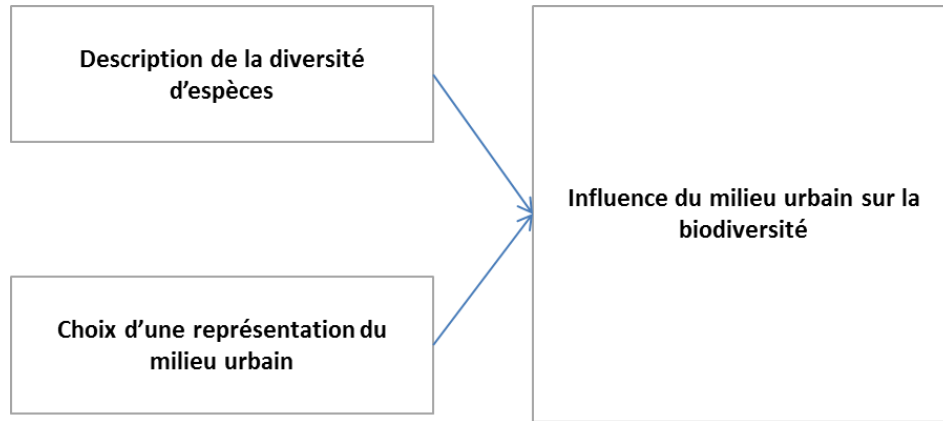 Description de la diversité
d’espèces
Choix d’une représentation du
milieu urbain
Influence du milieu urbain sur la
biodiversité